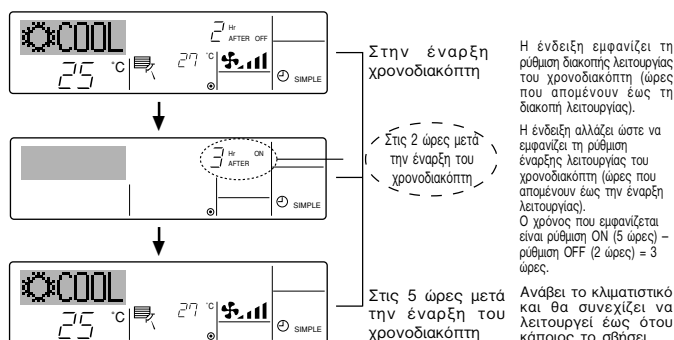 COOL
2 Hr
AFTER OFF
25 °C
27 °C
SIMPLE
Στην έναρξη
χρονοδιακόπτη
Η ένδειξη εμφανίζει τη
ρύθμιση διακοπής λειτουργίας
του χρονοδιακόπτη (ώρες
που απομένουν έως τη
διακοπή λειτουργίας).
3 Hr ON
AFTER
SIMPLE
Στις 2 ώρες μετά
την έναρξη του
χρονοδιακόπτη
Η ένδειξη αλλάζει ώστε να
εμφανίζει τη ρύθμιση
έναρξης λειτουργίας του
χρονοδιακόπτη (ώρες που
απομένουν έως την έναρξη
λειτουργίας).
Ο χρόνος που εμφανίζεται
είναι ρύθμιση ON (5 ώρες) –
ρύθμιση OFF (2 ώρες) = 3
ώρες.
COOL
25 °C
27 °C
SIMPLE
Στις 5 ώρες μετά
την έναρξη του
χρονοδιακόπτη
Ανάβει το κλιματιστικό
και θα συνεχίζει να
λειτουργεί έως ότου
κάποιος το σβήσει